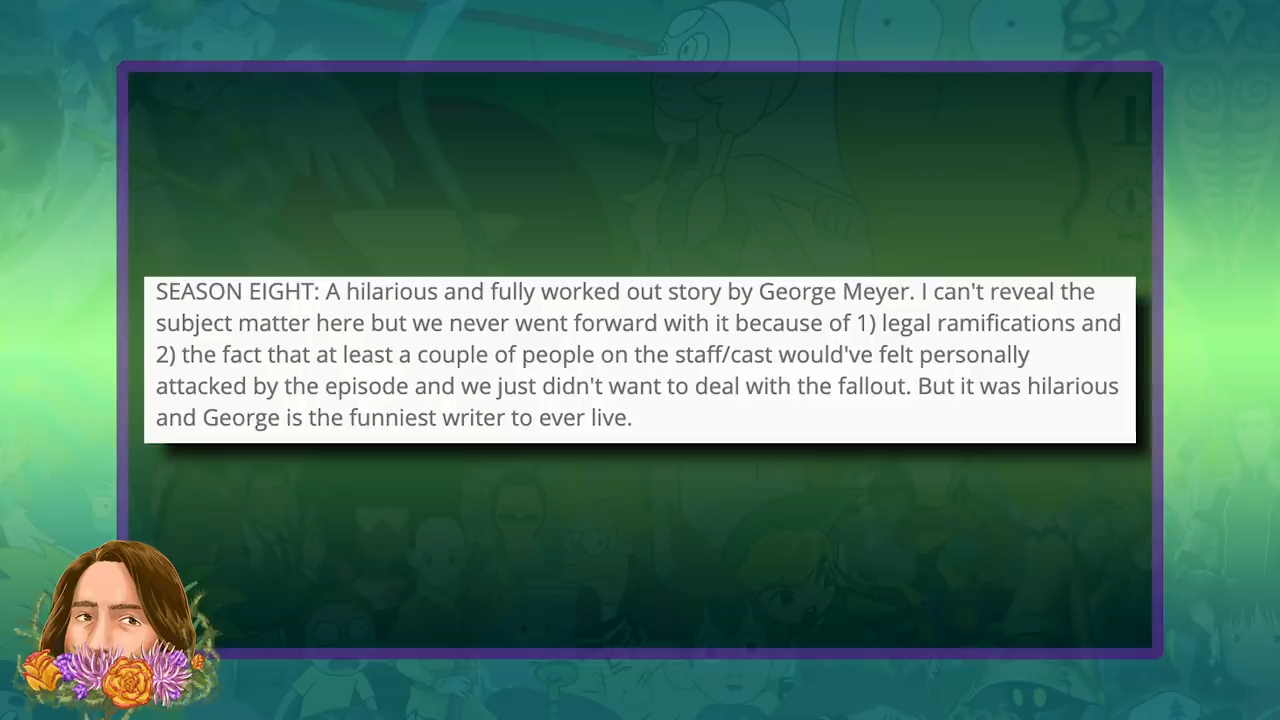 SEASON EIGHT: A hilarious and fully worked out story by George Meyer. I can't reveal the
subject matter here but we never went forward with it because of 1) legal ramifications and
2) the fact that at least a couple of people on the staff/cast would've felt personally
attacked by the episode and we just didn't want to deal with the fallout. But it was hilarious
and George is the funniest writer to ever live.